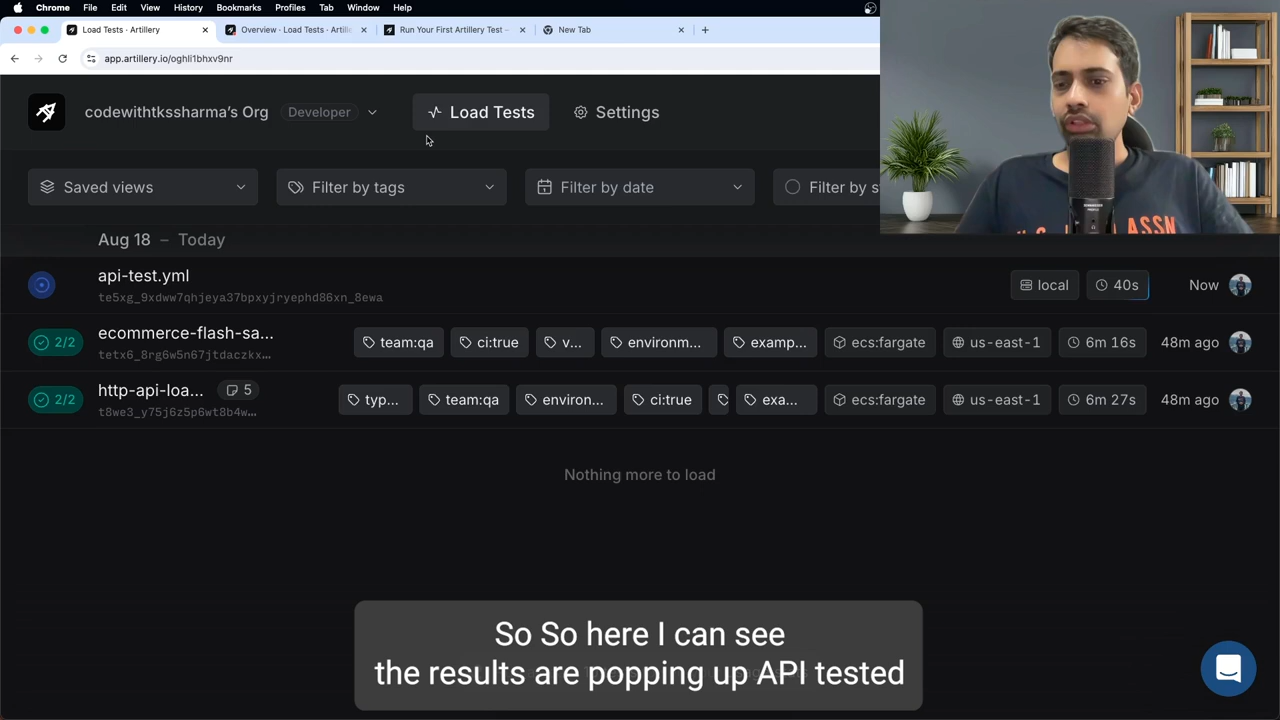 Chrome File Edit View History Bookmarks Profiles Tab Window Help
Load Tests · Artillery
Overview · Load Tests · Artille
Run Your First Artillery Test –
New Tab
app.artillery.io/oghli1bhxv9nr
codewithtkssharma's Org Developer Load Tests Settings
Saved views Filter by tags Filter by date Filter by s
Aug 18 – Today
api-test.yml
te5xg_9xdww7qhjeya37bpxyjryephd86xn_8ewa
local 40s Now
2/2 ecommerce-flash-sa...
tetx6_8rg6w5n67jtdaczkx...
team:qa ci:true v... environm... examp... ecs:fargate us-east-1 6m 16s 48m ago
2/2 http-api-loa... 5
t8we3_y75j6z5p6wt8b4w...
typ... team:qa environ... ci:true exa... ecs:fargate us-east-1 6m 27s 48m ago
Nothing more to load
ASSN
So So here I can see
the results are popping up API tested